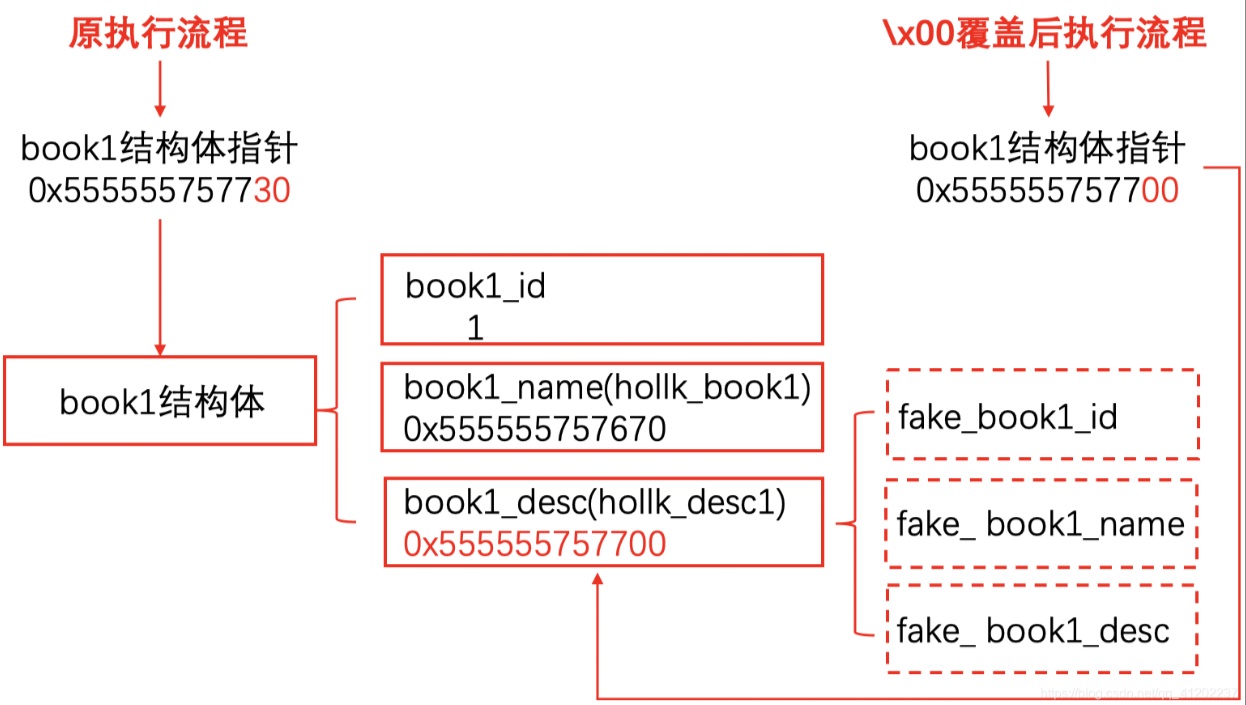 原执行流程
\x00覆盖后执行流程
book1结构体指针
0x555555757730
book1结构体指针
0x555555757700
book1_id
1
book1结构体
book1_name(hollk_book1)
0x555555757670
book1_desc(hollk_desc1)
0x555555757700
fake_book1_id
fake_ book1_name
fake_ book1_desc
https://blog.csdn.net/qq_41202237